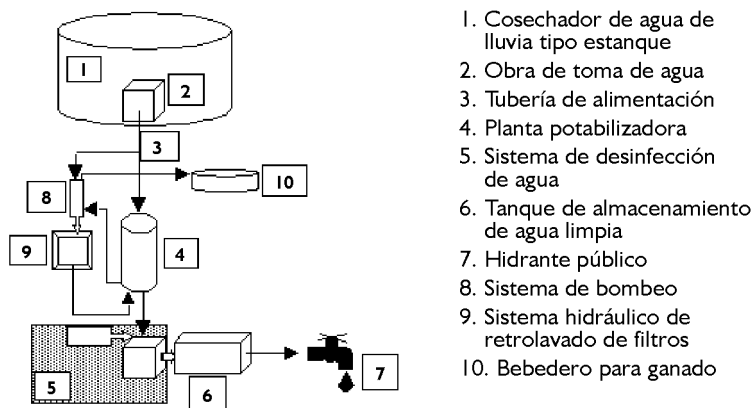 1
2
3
10
8
9
4
5
6
7
1. Cosechador de agua de
lluvia tipo estanque
2. Obra de toma de agua
3. Tubería de alimentación
4. Planta potabilizadora
5. Sistema de desinfección
de agua
6. Tanque de almacenamiento
de agua limpia
7. Hidrante público
8. Sistema de bombeo
9. Sistema hidráulico de
retrolavado de filtros
10. Bebedero para ganado